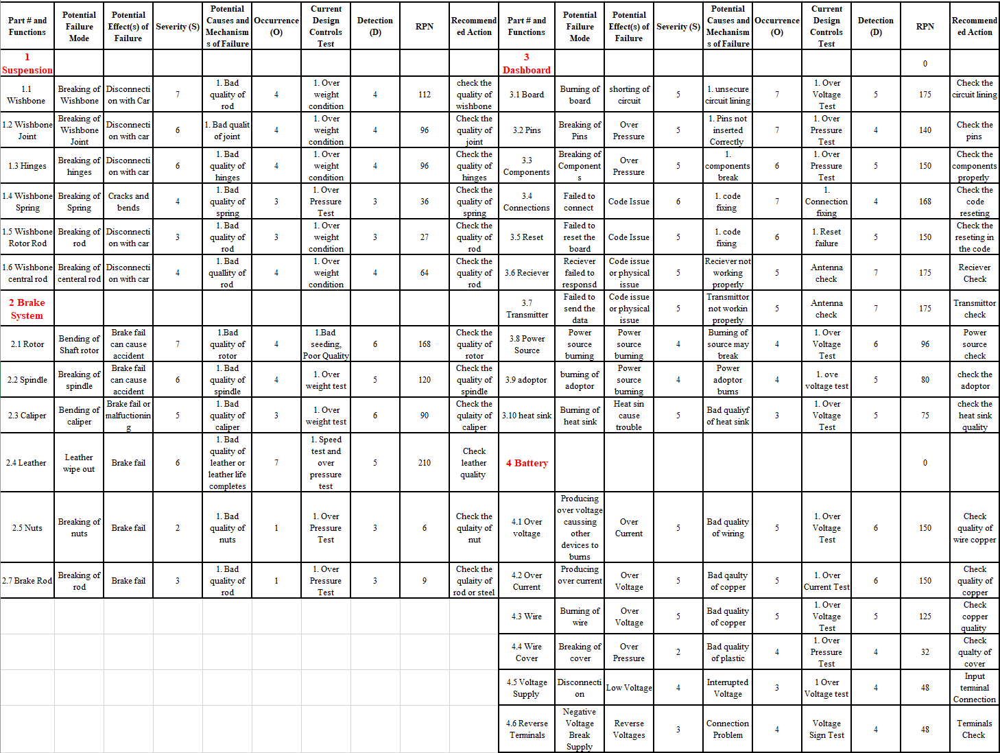 Part # and Functions Potential Failure Mode Potential Effect(s) of Failure Severity (S) Potential Causes and Mechanism s of Failure Occurrence (O) Current Design Controls Test Detection (D) RPN Recommend ed Action
1 Suspension
1.1 Wishbone Breaking of Wishbone Disconnecti on with Car 7 1. Bad quality of rod 4 1. Over weight condition 4 112 check the quality of wishbone
1.2 Wishbone Joint Breaking of Wishbone Joint Disconnecti on with car 6 1. Bad qualit of joint 4 1. Over weight condition 4 96 Check the quality of joint
1.3 Hinges Breaking of hinges Disconnecti on with car 6 1. Bad quality of hinges 4 1. Over weight condition 4 96 Check the quality of hinges
1.4 Wishbone Spring Breaking of Spring Cracks and bends 4 1. Bad quality of spring 3 1. Over Pressure Test 3 36 Check the quality of spring
1.5 Wishbone Rotor Rod Breaking of rod Disconnecti on with car 3 1. Bad quality of rod 3 1. Over weight condition 3 27 Check the quality of rod
1.6 Wishbone central rod Breaking of centeral rod Disconnecti on with car 4 1. Bad quallity of rod 4 1. Over weight condition 4 64 Check the quality of rod
2 Brake System
2.1 Rotor Bending of Shaft rotor Brake fail can cause accident 7 1.Bad quality of rotor 4 1.Bad seeding, Poor Quality 6 168 Check the quality of rotor
2.2 Spindle Breaking of spindle Brake fail can cause accident 6 1. Bad quality of spindle 4 1. Over weight test 5 120 Check the quality of spindle
2.3 Caliper Bending of caliper Brake fail or malfuctionin g 5 1. Bad quality of caliper 3 1. Over weight test 6 90 Check the qulaity of caliper
2.4 Leather Leather wipe out Brake fail 6 1. Bad quality of leather or leather life completes 7 1. Speed test and over pressure test 5 210 Check leather quality
2.5 Nuts Breaking of nuts Brake fail 2 1. Bad quality of nuts 1 1. Over Pressure Test 3 6 Check the qulaity of nut
2.7 Brake Rod Breaking of rod Brake fail 3 1. Bad quality of rod 1 1. Over Pressure Test 3 9 Check the qulaity of rod or steel
Part # and Functions Potential Failure Mode Potential Effect(s) of Failure Severity (S) Potential Causes and Mechanism s of Failure Occurrence (O) Current Design Controls Test Detection (D) RPN Recommend ed Action
3 Dashboard 0
3.1 Board Burning of board shorting of circuit 5 1. unsecure circuit lining 7 1. Over Voltage Test 5 175 Check the circuit lining
3.2 Pins Breaking of Pins Over Pressure 5 1. Pins not inserted Correctly 7 1. Over Pressure Test 4 140 Check the pins
3.3 Components Breaking of Component s Over Pressure 5 1. components break 6 1. Over Pressure Test 5 150 Check the components properly
3.4 Connections Failed to connect Code Issue 6 1. code fixing 7 1. Connection fixing 4 168 Check the code reseting
3.5 Reset Failed to reset the board Code Issue 5 1. code fixing 6 1. Reset failure 5 150 Check the reseting in the code
3.6 Reciever Reciever failed to responsd Code issue or physical issue 5 Reciever not working properly 5 Antenna check 7 175 Reciever Check
3.7 Transmitter Failed to send the data Code issue or physical issue 5 Transmittor not workin properly 5 Antenna check 7 175 Transmittor check
3.8 Power Source Power source burning Power source burning 4 Burning of source may break 4 1. Over Voltage Test 6 96 Power source check
3.9 adoptor burning of adoptor Power source burning 4 Power adoptor burns 4 1. ove voltage test 5 80 check the adoptor
3.10 heat sink Burning of heat sink Heat sin cause trouble 5 Bad qualiyf of heat sink 3 1. Over Voltage Test 5 75 check the heat sink quality
4 Battery 0
4.1 Over voltage Producing over voltage caussing other devices to burns Over Current 5 Bad quality of wiring 5 1. Over Voltage Test 6 150 Check quality of wire copper
4.2 Over Current Producing over current Over Voltage 5 Bad qaulty of copper 5 1. Over Current Test 6 150 Check quality of copper
4.3 Wire Burning of wire Over Voltage 5 Bad quality of copper 5 1. Over Voltage Test 5 125 Check copper quality
4.4 Wire Cover Breaking of cover Over Pressure 2 Bad quality of plastic 4 1. Over Pressure Test 4 32 Check qualty of cover
4.5 Voltage Supply Disconnecti on Low Voltage 4 Interrupted Voltage 3 1 Over Voltage test 4 48 Input terminal Connection
4.6 Reverse Terminals Negative Voltage Break Supply Reverse Voltages 3 Connection Problem 4 Voltage Sign Test 4 48 Terminals Check